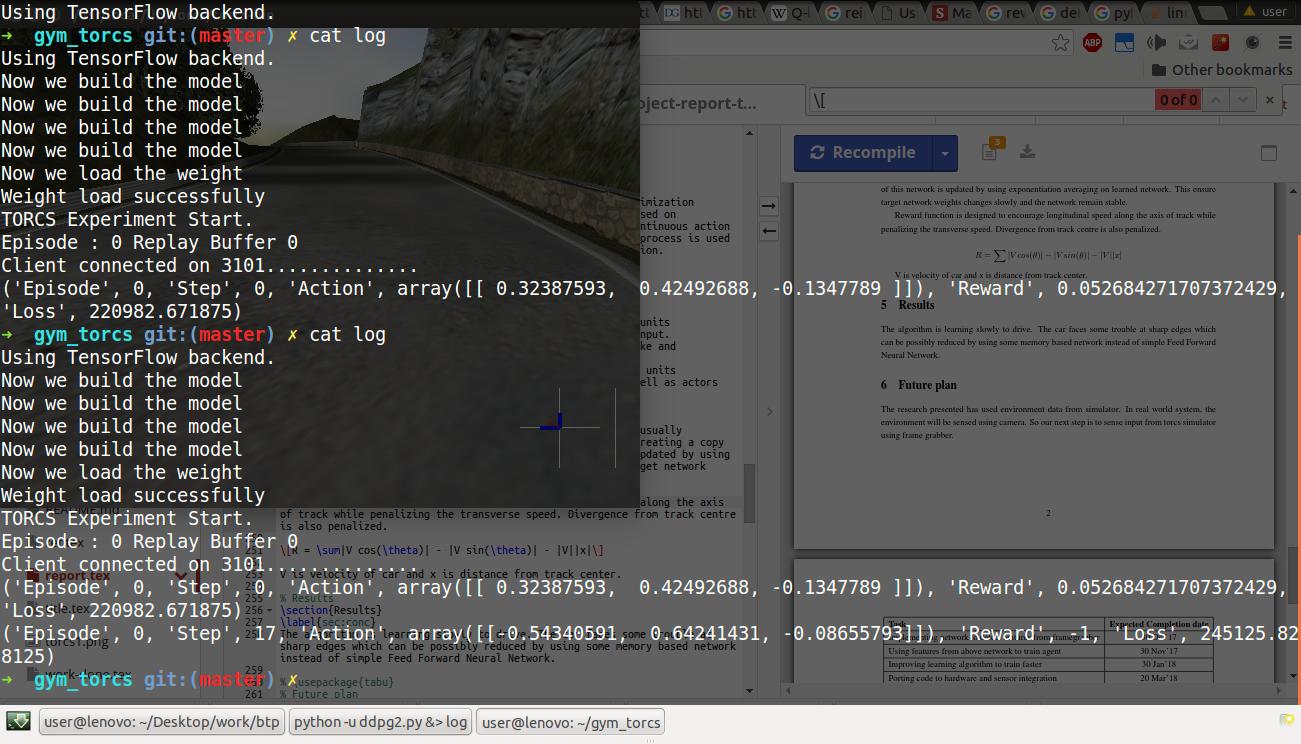 Using TensorFlow backend.
➜ gym_torcs git:(master) ✗ cat log
Using TensorFlow backend.
Now we build the model
Now we build the model
Now we build the model
Now we build the model
Now we load the weight
Weight load successfully
TORCS Experiment Start.
Episode : 0 Replay Buffer 0
Client connected on 3101..............
('Episode', 0, 'Step', 0, 'Action', array([[ 0.32387593,  0.42492688, -0.1347789 ]]), 'Reward', 0.052684271707372429,
'Loss', 220982.671875)
➜ gym_torcs git:(master) ✗ cat log
Using TensorFlow backend.
Now we build the model
Now we build the model
Now we build the model
Now we build the model
Now we load the weight
Weight load successfully
TORCS Experiment Start.
Episode : 0 Replay Buffer 0
Client connected on 3101..............
('Episode', 0, 'Step', 0, 'Action', array([[ 0.32387593,  0.42492688, -0.1347789 ]]), 'Reward', 0.052684271707372429,
'Loss', 220982.671875)
('Episode', 0, 'Step', 17, 'Action', array([[ 0.54340591,  0.64241431, -0.08655793]]), 'Reward', -1, 'Loss', 245125.82
8125)
➜ gym_torcs git:(master) ✗
user
ABP
Other bookmarks
oject-report-t...
\[
0 of 0
Recompile
3
imization
sed on
ntinuous action
process is used
ion.
units
nput.
ke and
units
ell as actors
usually
reating a copy
pdated by using
get network
along the axis
of track while penalizing the transverse speed. Divergence from track centre
is also penalized.
251 \[R = \sum|V cos(\theta)| - |V sin(\theta)| - |V||x|\]
V is velocity of car and x is distance from track center.
% Results
256 \section{Results}
\label{sec:conc}
sharp edges which can be possibly reduced by using some memory based network
instead of simple Feed Forward Neural Network.
259
usepackage{tabu}
261 % Future plan
report.tex
torcs1.png
of this network is updated by using exponentiation averaging on learned network. This ensure
target network weights changes slowly and the network remain stable.
Reward function is designed to encourage longitudinal speed along the axis of track while
penalizing the transverse speed. Divergence from track centre is also penalized.
R = ∑|V cos(θ)| − |V sin(θ)| − |V||x|
V is velocity of car and x is distance from track center.
5 Results
The algorithm is learning slowly to drive. The car faces some trouble at sharp edges which
can be possibly reduced by using some memory based network instead of simple Feed Forward
Neural Network.
6 Future plan
The research presented has used environment data from simulator. In real world system, the
environment will be sensed using camera. So our next step is to sense input from torcs simulator
using frame grabber.
2
Task Expected Completion date
Using features from above network to train agent 30 Nov'17
Improving learning algorithm to train faster 30 Jan'18
Porting code to hardware and sensor integration 20 Mar'18
user@lenovo: ~/Desktop/work/btp
python -u ddpg2.py &> log
user@lenovo: ~/gym_torcs